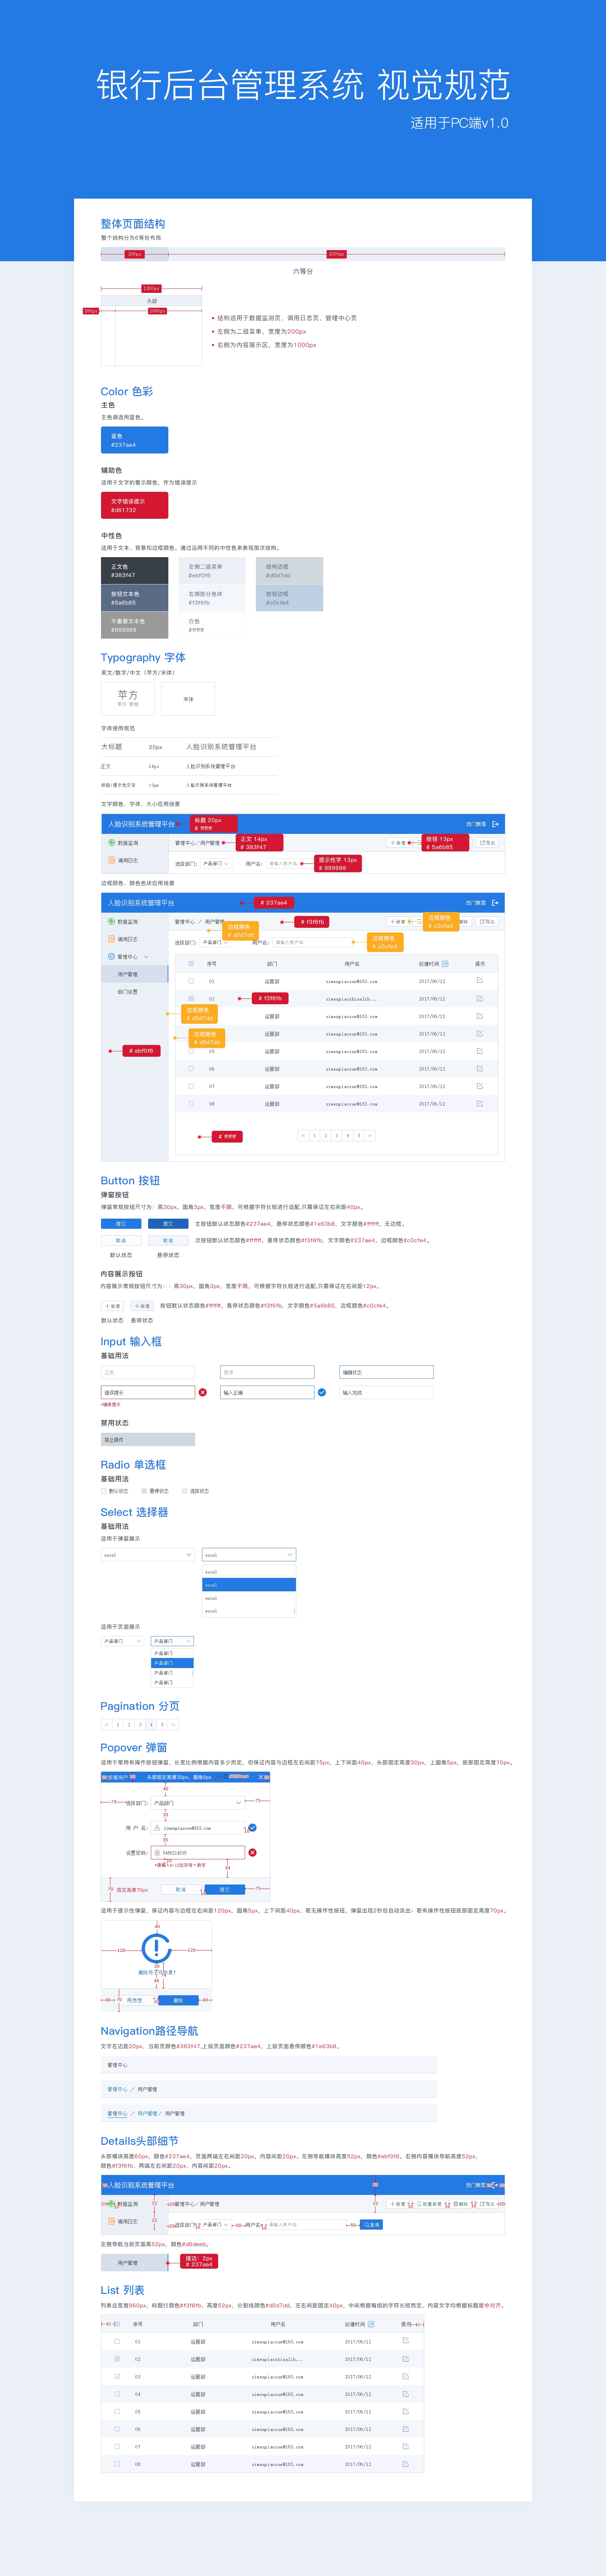 银行后台管理系统 视觉规范
适用于PC端v1.0
整体页面结构
整个结构分为6等份布局
200px 1000px
六等分
1200px
头部
200px 1000px
结构适用于数据监测页、调用日志页、管理中心页
左侧为二级菜单，宽度为200px
右侧为内容展示区，宽度为1000px
Color 色彩
主色
主色调选用蓝色。
蓝色
#237ae4
辅助色
适用于文字的警示颜色，作为错误提示
文字错误提示
#d61732
中性色
适用于文本、背景和边框颜色。通过运用不同的中性色来表现层次结构。
正文色 左侧二级菜单 结构边框
#383f47 #ebf0f6 #d0d7dd
按钮文本色 右侧部分色块 按钮边框
#5a6b85 #f3f6fb #c0cfe4
不重要文本色 白色
#999999 #ffffff
Typography 字体
英文/数字/中文（苹方/宋体）
苹方
苹方 常规
宋体
字体使用规范
大标题 20px 人脸识别系统管理平台
正文 14px 人脸识别系统管理平台
按钮/提示性文字 13px 人脸识别系统管理平台
文字颜色、字体、大小应用场景
人脸识别系统管理平台 标题 20px # ffffff 西门飘雪
数据监测 管理中心/用户管理 正文 14px # 383f47 按钮 13px # 5a6b85 导出
调用日志 选择部门： 产品部门 用户名： 请输入用户名 提示性字 13px # 999999
边框颜色、颜色色块应用场景
人脸识别系统管理平台 # 237ae4 西门飘雪
数据监测 管理中心 / 用户管理 # f3f6fb 新增 边框颜色 # c0cfe4 删除 导出
调用日志 选择部门： 产品部门 边框颜色 # d0d7dd 用户名： 请输入用户名 边框颜色 # c0cfe4
管理中心 序号 部门 用户名 创建时间 操作
用户管理 01 运营部 ximenpiaoxue@163.com 2017/06/12
部门设置 02 # f3f6fb ximenpiaoshisalib... 2017/06/12
边框颜色 # d0d7dd 运营部 ximenpiaoxue@163.com 2017/06/12
边框颜色 # d0d7dd 运营部 ximenpiaoxue@163.com 2017/06/12
# ebf0f6 05 运营部 ximenpiaoxue@163.com 2017/06/12
06 运营部 ximenpiaoxue@163.com 2017/06/12
07 运营部 ximenpiaoxue@163.com 2017/06/12
08 运营部 ximenpiaoxue@163.com 2017/06/12
# ffffff << 1 2 3 4 5 >>
Button 按钮
弹窗按钮
弹窗常规按钮尺寸为：高30px，圆角3px，宽度不限，可根据字符长短进行适配,只需保证左右间距40px。
提交 提交 主按钮默认状态颜色#237ae4，悬停状态颜色#1e63b8，文字颜色#ffffff，无边框。
取消 取消 次按钮默认状态颜色#ffffff，悬停状态颜色#f3f6fb，文字颜色#237ae4，边框颜色#c0cfe4。
默认状态 悬停状态
内容展示按钮
内容展示常规按钮尺寸为：：高30px，圆角3px，宽度不限，可根据字符长短进行适配,只需保证左右间距12px。
新增 新增 按钮默认状态颜色#ffffff，悬停状态颜色#f3f6fb，文字颜色#5a6b85，边框颜色#c0cfe4。
默认状态 悬停状态
Input 输入框
基础用法
正常 悬停 编辑状态
错误提示 输入正确 输入完成
*错误提示
禁用状态
禁止操作
Radio 单选框
基础用法
默认状态 悬停状态 选择状态
Select 选择器
基础用法
适用于弹窗展示
excel excel
excel
excel
excel
excel
适用于页面展示
产品部门 产品部门
产品部门
产品部门
产品部门
产品部门
Pagination 分页
<< 1 2 3 4 5 >>
Popover 弹窗
适用于常用有操作按钮弹窗，长宽比例根据内容多少而定，但保证内容与边框左右间距75px，上下间距40px，头部固定高度30px，上圆角5px，底部固定高度70px。
新增用户 头部固定高度30px，圆角5px
40
75 选择部门： 产品部门 75
35
用 户 名： ximenpiaoxue@163.com
35
设置密码： 5456214535
*请输入6-12位字母＋数字
54
70 固定高度70px 取消 提交 75
适用于提示性弹窗，保证内容与边框左右间距120px，圆角5px，上下间距40px，若无操作性按钮，弹窗出现2秒后自动淡出；若有操作性按钮底部固定高度70px。
40
120 120
40
40 70 再想想 删除 40
Navigation路径导航
文字左边距20px，当前页颜色#383f47,上级页面颜色#237ae4，上级页面悬停颜色#1e63b8。
管理中心
管理中心 / 用户管理
管理中心 / 用户管理/ 用户管理
Details头部细节
头部模块高度60px，颜色#237ae4，页面两端左右间距20px，内容间距20px。左侧导航模块高度52px，颜色#ebf0f6。右侧内容模块导航高度52px，
颜色#f3f6fb，两端左右间距20px，内容间距20px。
人脸识别系统管理平台 西门飘雪
数据监测 52 管理中心/用户管理 52 新增 批量新增 删除 导出
调用日志 52 选择部门： 产品部门 用户名： 请输入用户名 查询
左侧导航当前页面高52px，颜色#d6deeb。
用户管理 描边：2px # 237ae4
List 列表
列表总宽度960px，标题行颜色#f3f6fb，高度52px，分割线颜色#d0d7dd，左右间距固定40px，中间根据每组的字符长短而定，内容文字均根据标题居中对齐。
40 序号 部门 用户名 创建时间 操作 40
01 运营部 ximenpiaoxue@163.com 2017/06/12
02 运营部 ximenpiaoshisalib... 2017/06/12
03 运营部 ximenpiaoxue@163.com 2017/06/12
04 运营部 ximenpiaoxue@163.com 2017/06/12
05 运营部 ximenpiaoxue@163.com 2017/06/12
06 运营部 ximenpiaoxue@163.com 2017/06/12
07 运营部 ximenpiaoxue@163.com 2017/06/12
08 运营部 ximenpiaoxue@163.com 2017/06/12